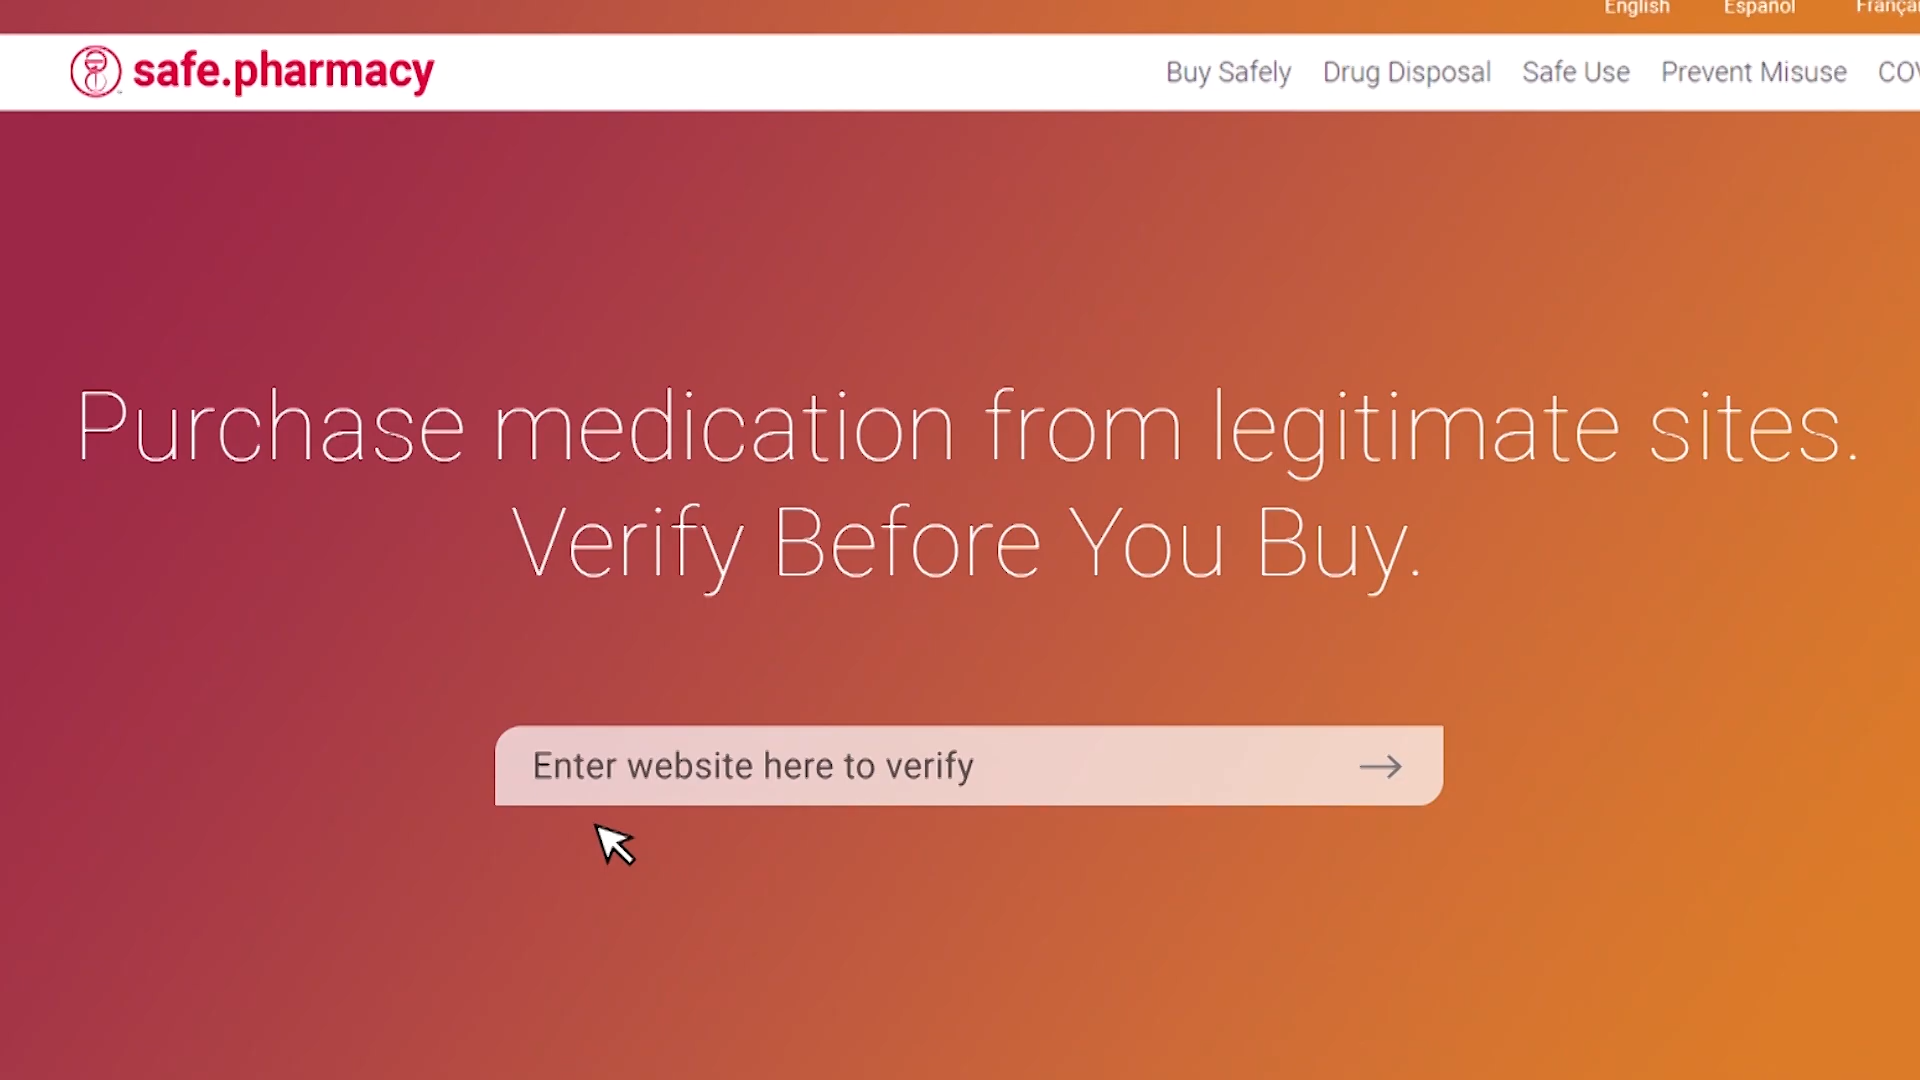 English Español
safe.pharmacy
Buy Safely Drug Disposal Safe Use Prevent Misuse
Purchase medication from legitimate sites.
Verify Before You Buy.
Enter website here to verify